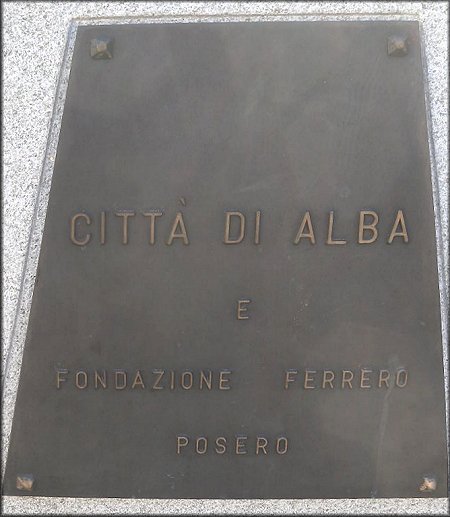 CITTÀ DI ALBA
E
FONDAZIONE FERRERO
POSERO